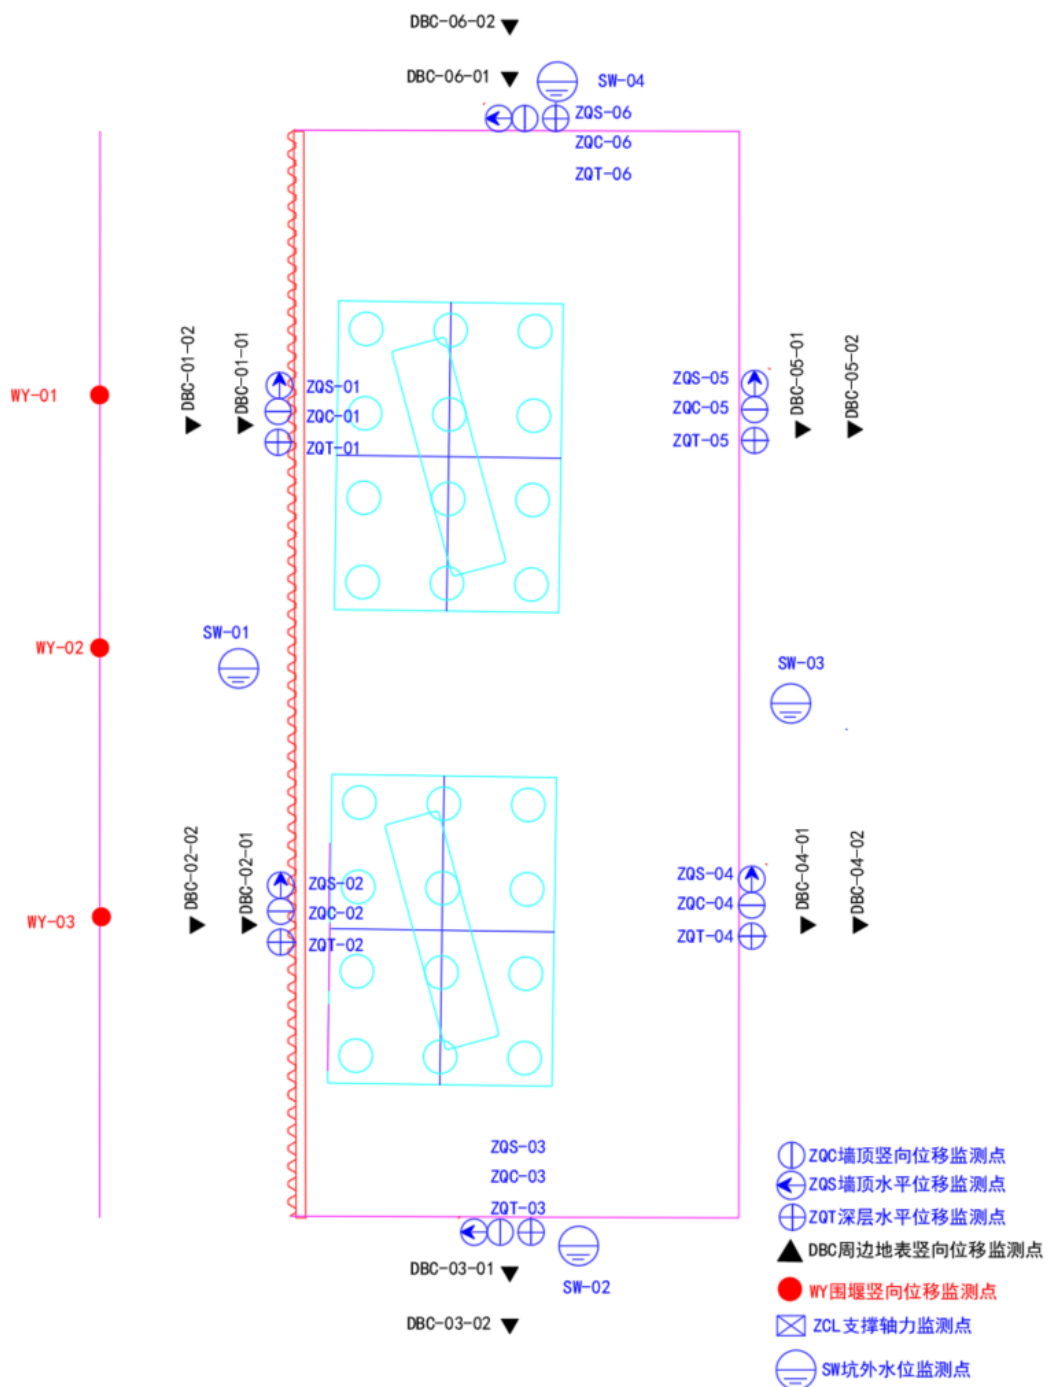 DBC-06-02
DBC-06-01
SW-04
ZQS-06
ZQC-06
ZQT-06
DBC-01-02
DBC-01-01
ZQS-01
ZQC-01
ZQT-01
WY-01
ZQS-05
ZQC-05
ZQT-05
DBC-05-01
DBC-05-02
SW-01
WY-02
SW-03
DBC-02-02
DBC-02-01
ZQS-02
ZQC-02
ZQT-02
WY-03
ZQS-04
ZQC-04
ZQT-04
DBC-04-01
DBC-04-02
ZQS-03
ZQC-03
ZQT-03
DBC-03-01
SW-02
DBC-03-02
ZQC墙顶竖向位移监测点
ZQS墙顶水平位移监测点
ZQT深层水平位移监测点
DBC周边地表竖向位移监测点
WY围堰竖向位移监测点
ZCL支撑轴力监测点
SW坑外水位监测点